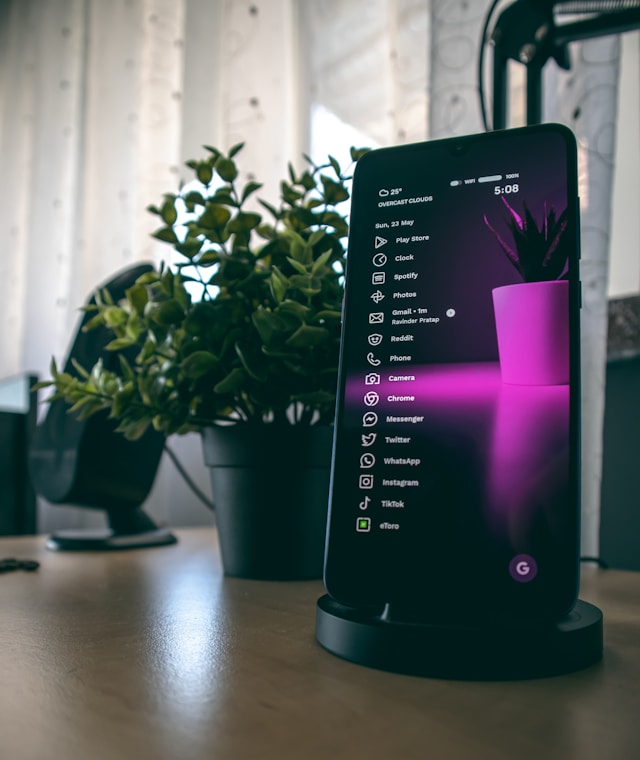 25°
WIFI 100%
OVERCAST CLOUDS
5:08
Sun, 23 May
Play Store
Clock
Spotify
Photos
Gmail • 1m
Ravinder Pratap
Reddit
Phone
Camera
Chrome
Messenger
Twitter
WhatsApp
Instagram
TikTok
eToro
G